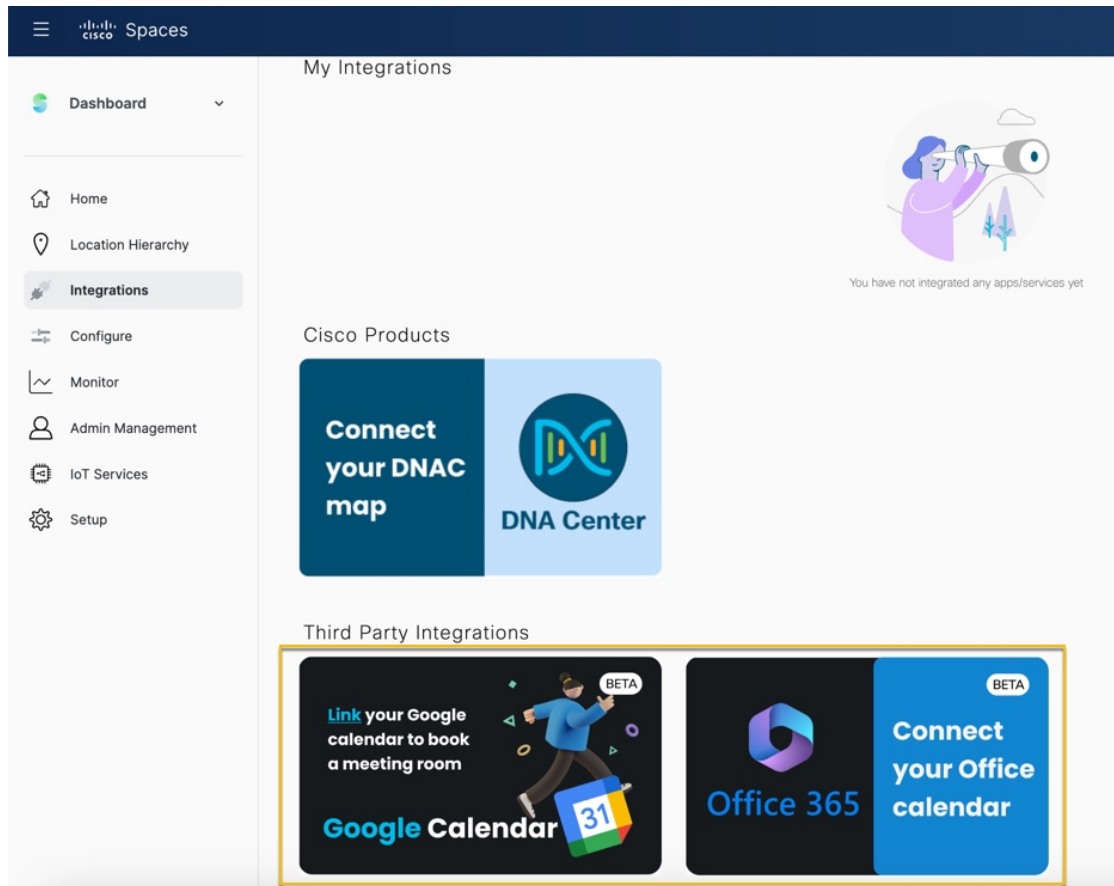 cisco Spaces
Dashboard
Home
Location Hierarchy
Integrations
Configure
Monitor
Admin Management
IoT Services
Setup
My Integrations
You have not integrated any apps/services yet
Cisco Products
Connect
your DNAC
map
DNA Center
Third Party Integrations
BETA
Link your Google
calendar to book
a meeting room
Google Calendar
31
BETA
Office 365
Connect
your Office
calendar